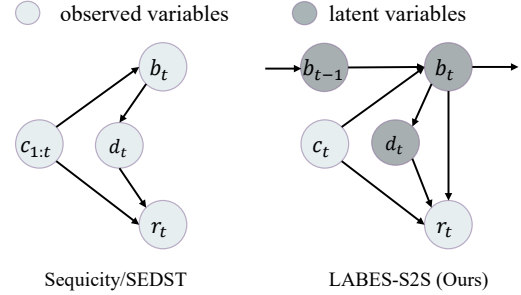 observed variables
latent variables
b_t
c_{1:t}
d_t
r_t
Sequicity/SEDST
b_{t-1}
b_t
c_t
d_t
r_t
LABES-S2S (Ours)